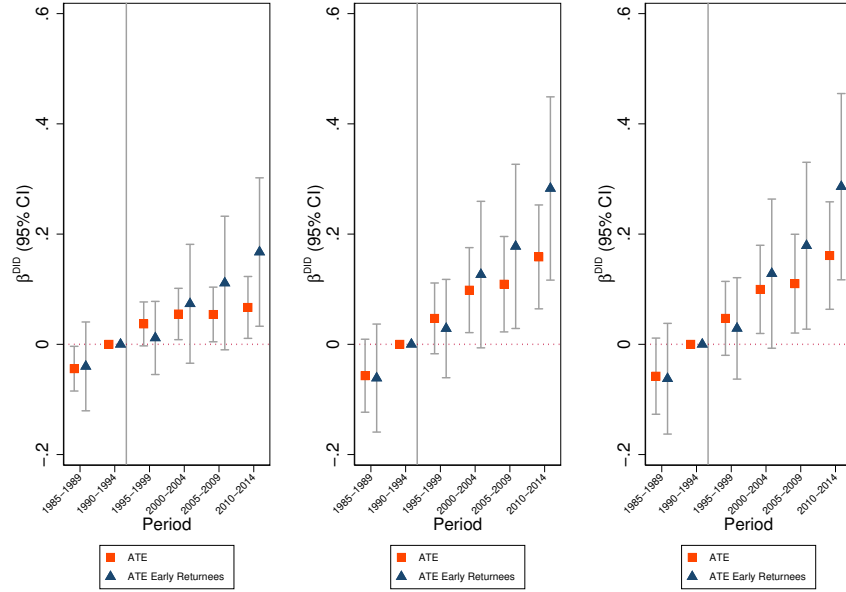 .6
.4
.2
0
−.2
β^DID (95% CI)
1985−1989
1990−1994
1995−1999
2000−2004
2005−2009
2010−2014
Period
ATE
ATE Early Returnees
.6
.4
.2
0
−.2
β^DID (95% CI)
1985−1989
1990−1994
1995−1999
2000−2004
2005−2009
2010−2014
Period
ATE
ATE Early Returnees
.6
.4
.2
0
−.2
β^DID (95% CI)
1985−1989
1990−1994
1995−1999
2000−2004
2005−2009
2010−2014
Period
ATE
ATE Early Returnees